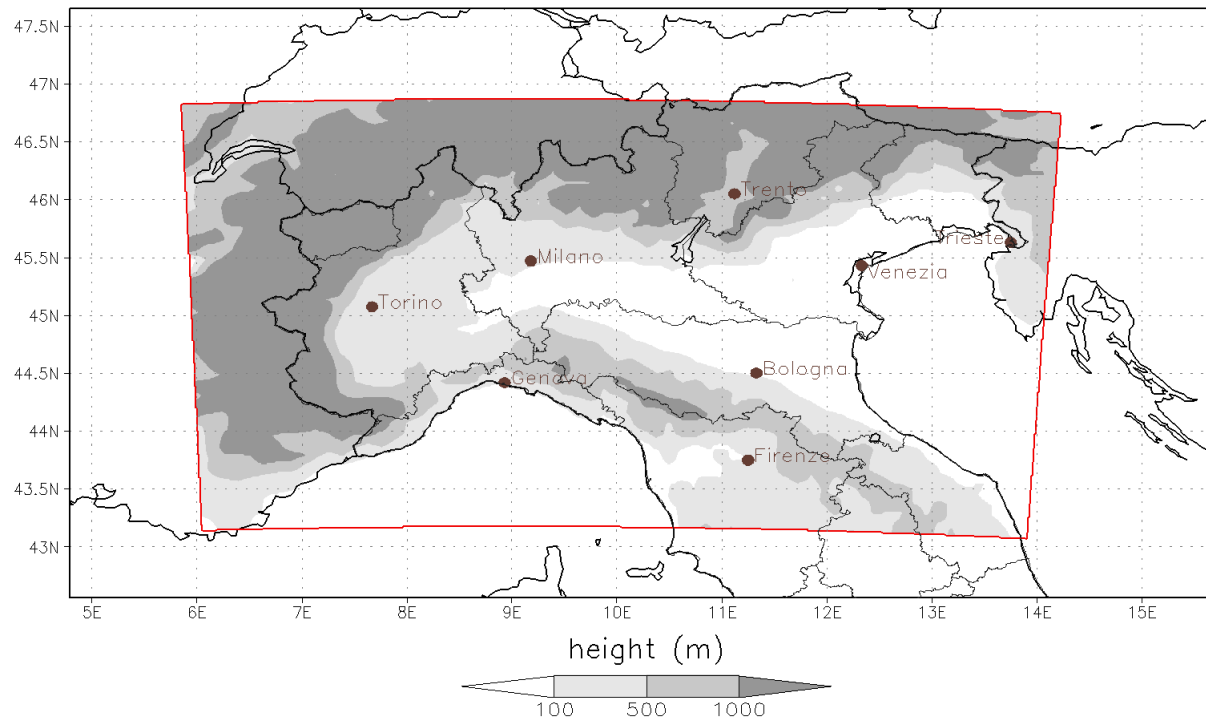 47.5N
47N
46.5N
46N
45.5N
45N
44.5N
44N
43.5N
43N
Trento
Trieste
Milano
Venezia
Torino
Bologna
Genova
Firenze
5E 6E 7E 8E 9E 10E 11E 12E 13E 14E 15E
height (m)
100 500 1000